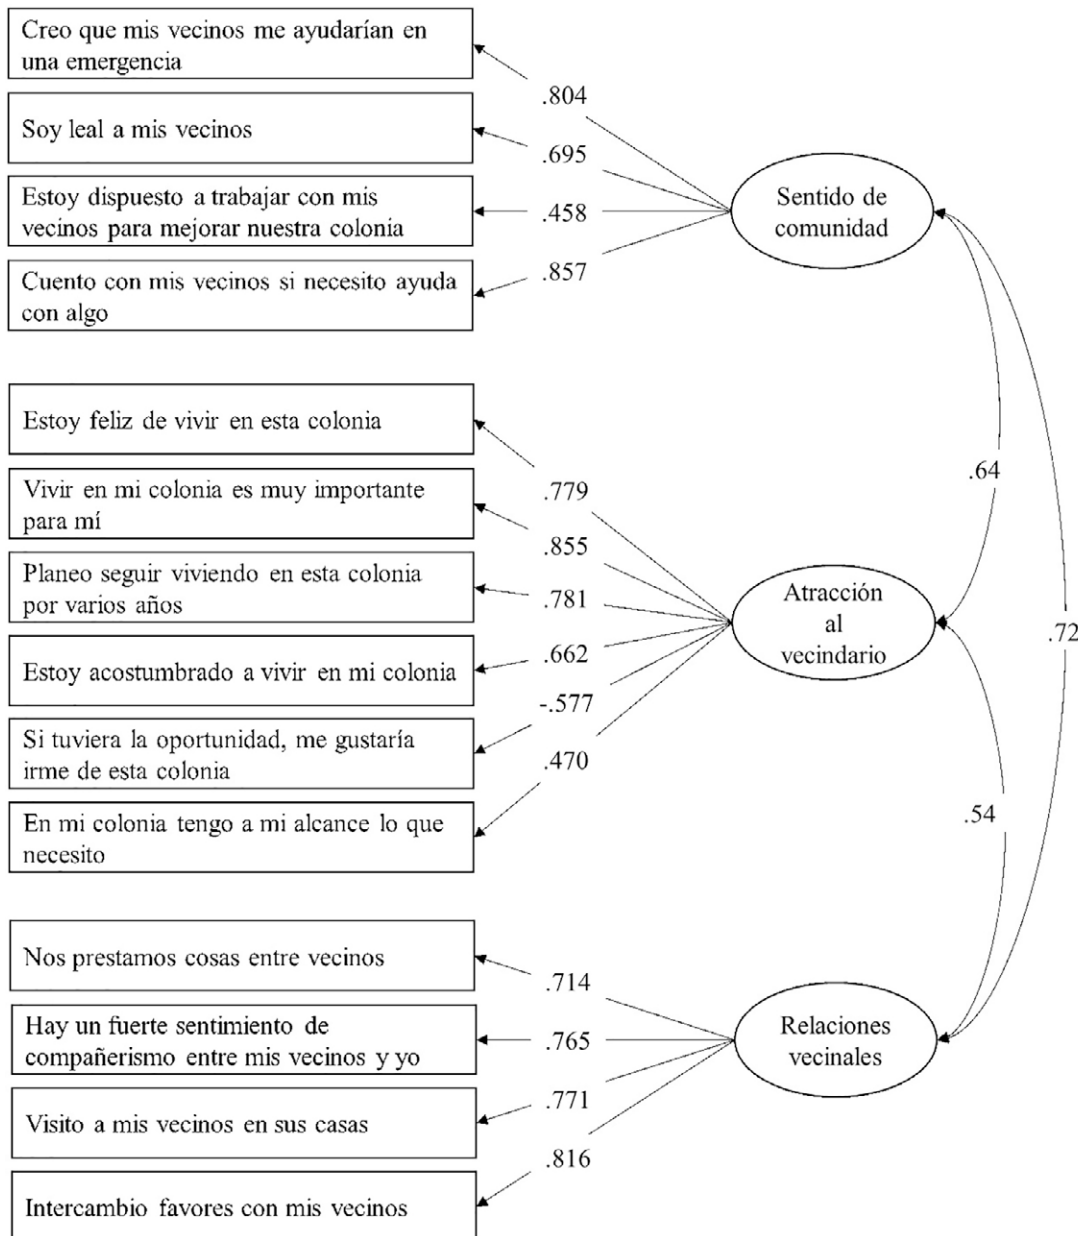 Creo que mis vecinos me ayudarían en
una emergencia
.804
Soy leal a mis vecinos
.695
Estoy dispuesto a trabajar con mis
vecinos para mejorar nuestra colonia
.458
Cuento con mis vecinos si necesito ayuda
con algo
.857
Sentido de
comunidad
Estoy feliz de vivir en esta colonia
.779
Vivir en mi colonia es muy importante
para mí
.855
Planeo seguir viviendo en esta colonia
por varios años
.781
Estoy acostumbrado a vivir en mi colonia
.662
Si tuviera la oportunidad, me gustaría
irme de esta colonia
-.577
En mi colonia tengo a mi alcance lo que
necesito
.470
Atracción
al
vecindario
.64
.72
.54
Nos prestamos cosas entre vecinos
.714
Hay un fuerte sentimiento de
compañerismo entre mis vecinos y yo
.765
Visito a mis vecinos en sus casas
.771
Intercambio favores con mis vecinos
.816
Relaciones
vecinales